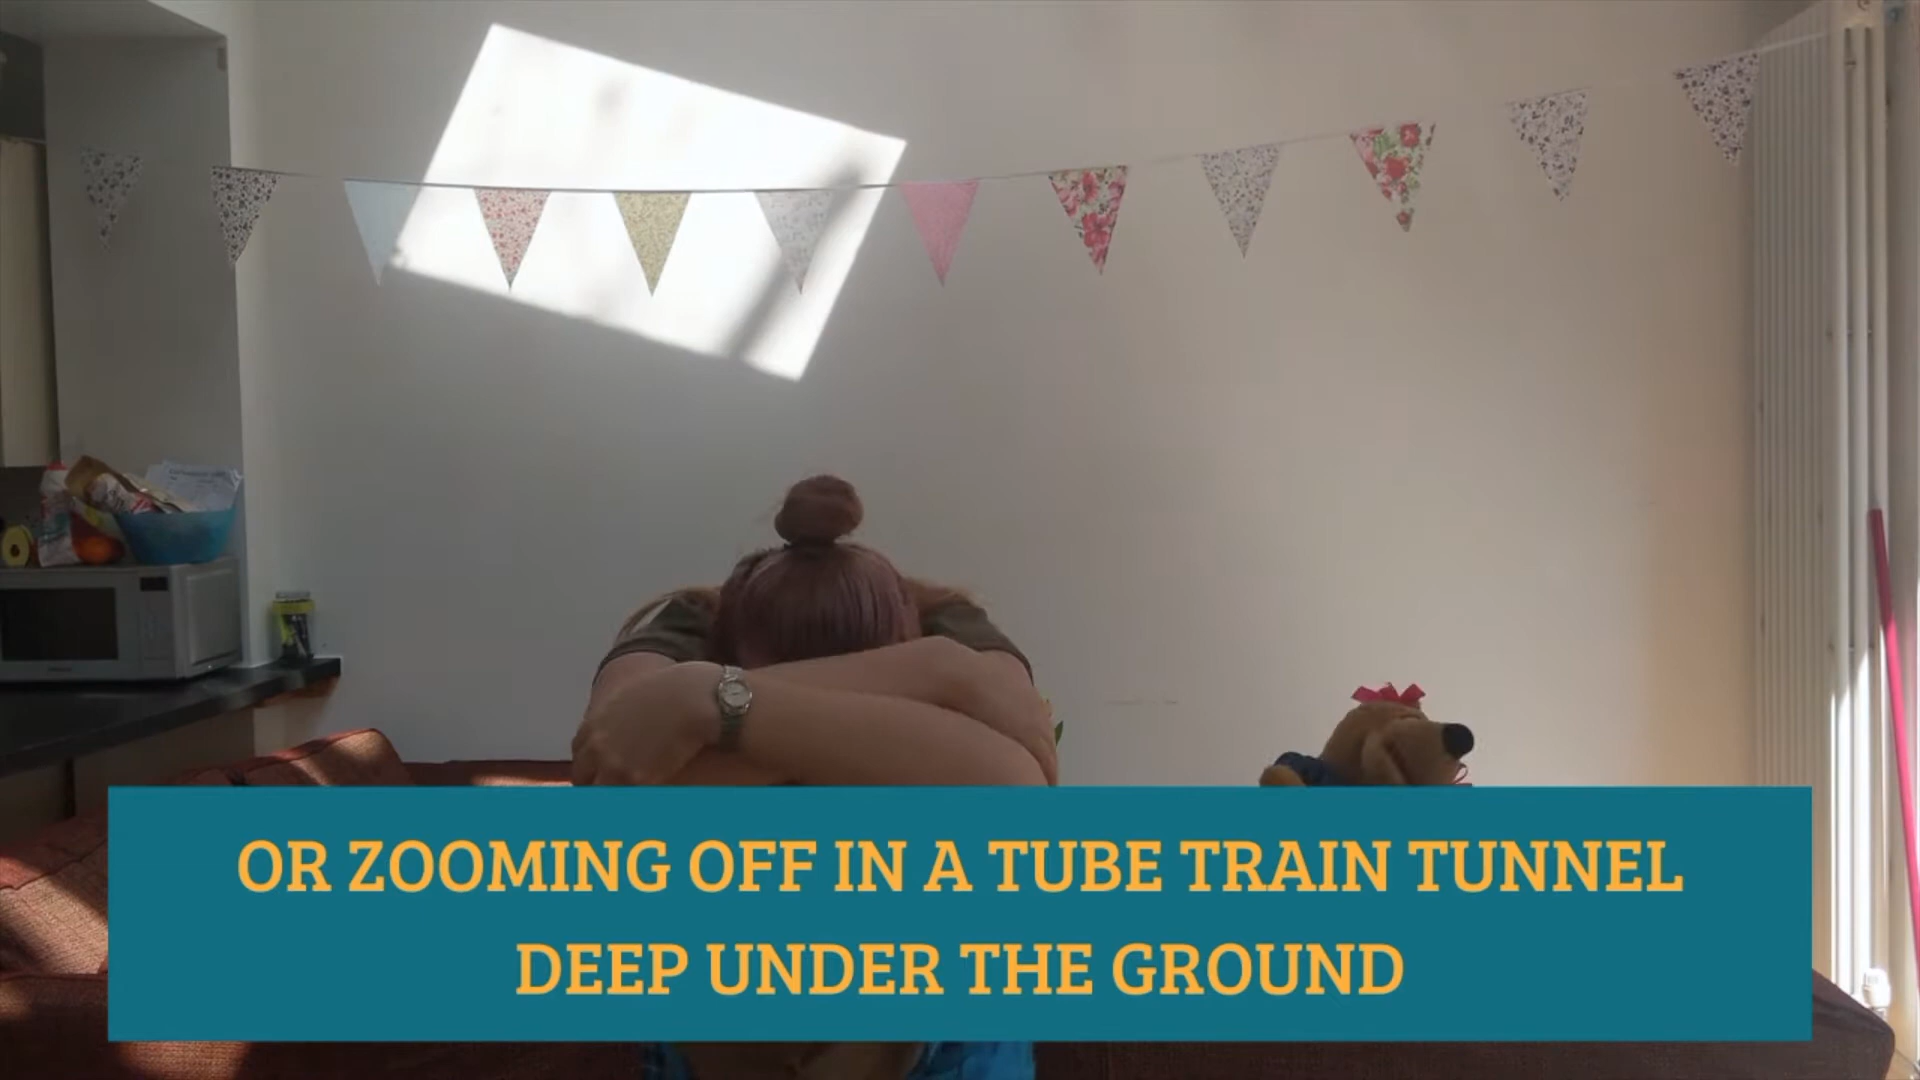 OR ZOOMING OFF IN A TUBE TRAIN TUNNEL
DEEP UNDER THE GROUND